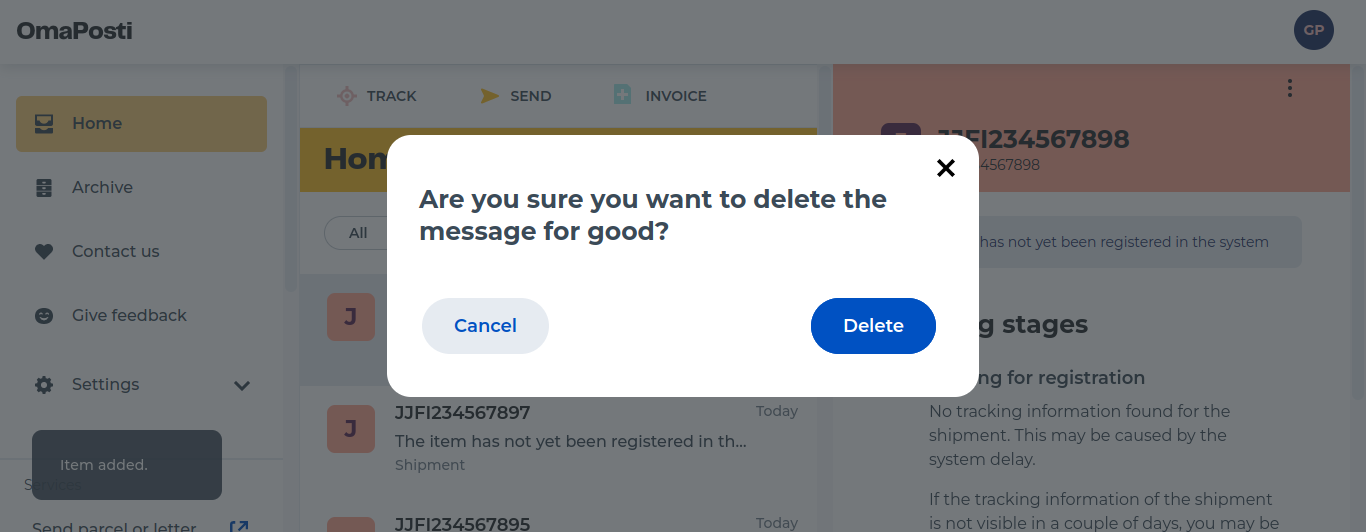 OmaPosti
GP
Home
Archive
Contact us
Give feedback
Settings
Item added.
Services
Send parcel or letter
TRACK
SEND
INVOICE
All
J
J
JJFI234567897
Today
The item has not yet been registered in th...
Shipment
JJFI234567895
Today
Are you sure you want to delete the
message for good?
Cancel
Delete
JJFI234567898
4567898
has not yet been registered in the system
stages
for registration
No tracking information found for the
shipment. This may be caused by the
system delay.
If the tracking information of the shipment
is not visible in a couple of days, you may be